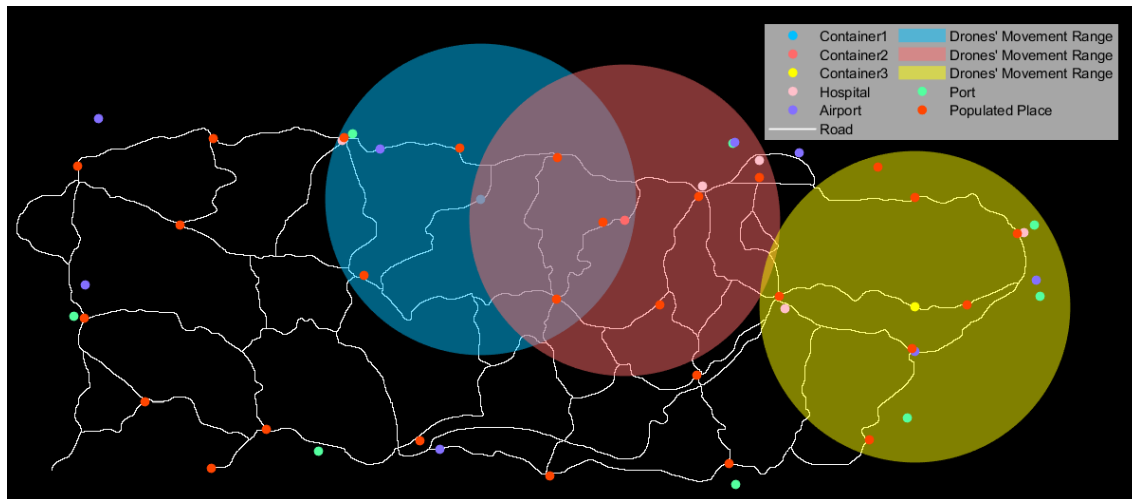 Container1 Drones' Movement Range
Container2 Drones' Movement Range
Container3 Drones' Movement Range
Hospital Port
Airport Populated Place
Road